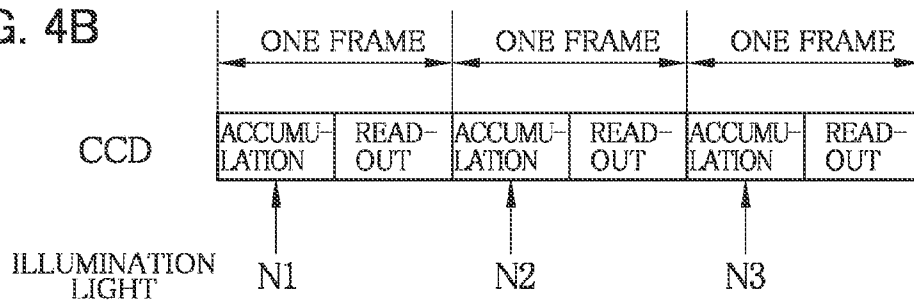 G. 4B
ONE FRAME ONE FRAME ONE FRAME
CCD
ACCUMU-
LATION
READ-
OUT
ACCUMU-
LATION
READ-
OUT
ACCUMU-
LATION
READ-
OUT
ILLUMINATION
LIGHT
N1 N2 N3